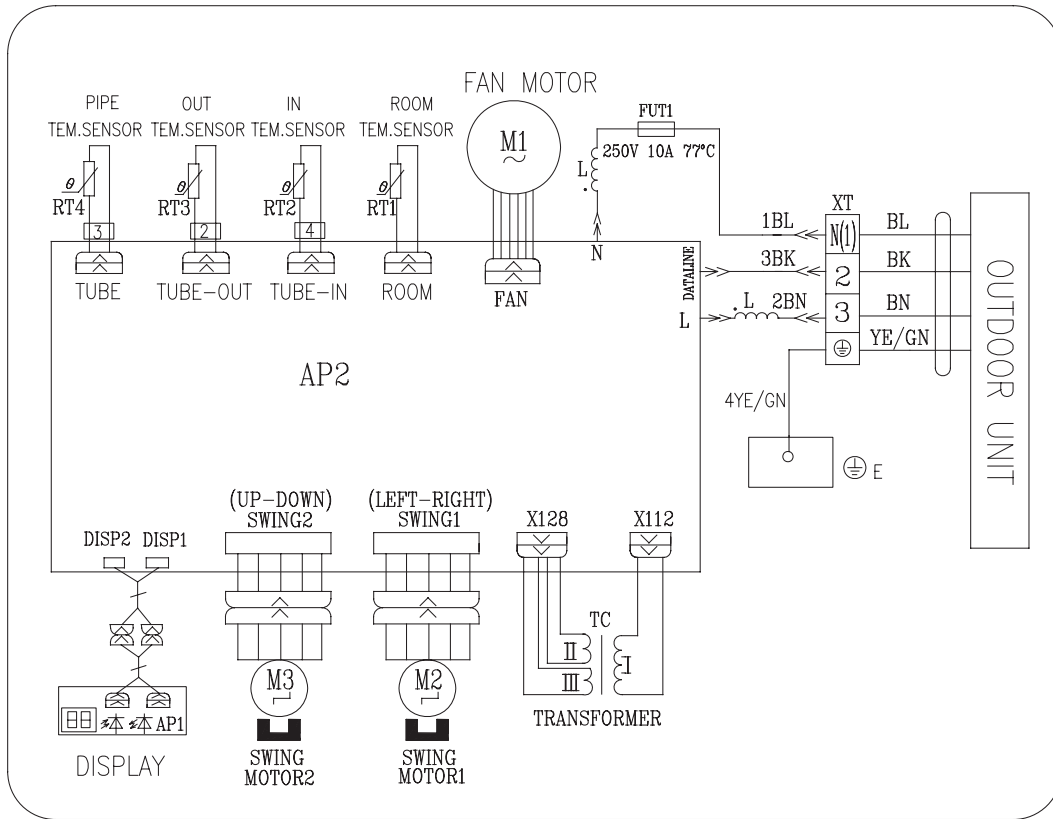 FAN MOTOR
PIPE
TEM.SENSOR
OUT
TEM.SENSOR
IN
TEM.SENSOR
ROOM
TEM.SENSOR
M1
FUT1
250V 10A 77°C
L
θ
RT4
θ
RT3
θ
RT2
θ
RT1
3
2
4
TUBE
TUBE-OUT
TUBE-IN
ROOM
FAN
N
XT
1BL
N(1)
BL
3BK
2
BK
DATALINE
L
L
2BN
3
BN
YE/GN
OUTDOOR UNIT
AP2
4YE/GN
E
(UP-DOWN)
SWING2
(LEFT-RIGHT)
SWING1
X128
X112
DISP2
DISP1
TC
II
III
I
TRANSFORMER
M3
M2
88
AP1
DISPLAY
SWING
MOTOR2
SWING
MOTOR1